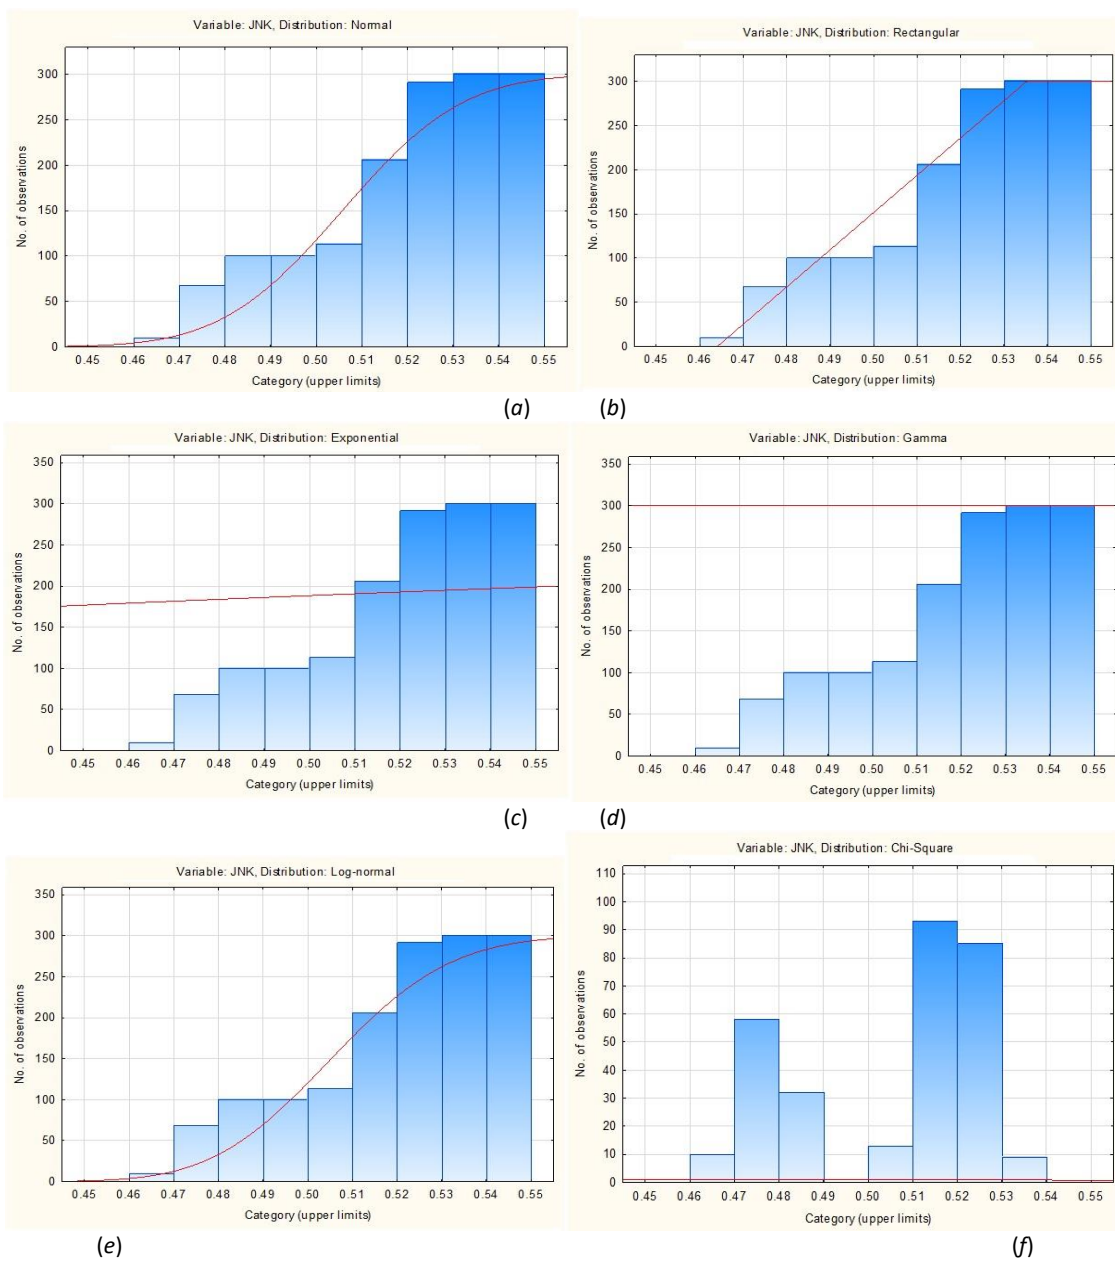 Variable: JNK, Distribution: Normal
No. of observations
300
250
200
150
100
50
0
0.45 0.46 0.47 0.48 0.49 0.50 0.51 0.52 0.53 0.54 0.55
Category (upper limits)
(a)
Variable: JNK, Distribution: Rectangular
No. of observations
300
250
200
150
100
50
0
0.45 0.46 0.47 0.48 0.49 0.50 0.51 0.52 0.53 0.54 0.55
Category (upper limits)
(b)
Variable: JNK, Distribution: Exponential
No. of observations
350
300
250
200
150
100
50
0
0.45 0.46 0.47 0.48 0.49 0.50 0.51 0.52 0.53 0.54 0.55
Category (upper limits)
(c)
Variable: JNK, Distribution: Gamma
No. of observations
350
300
250
200
150
100
50
0
0.45 0.46 0.47 0.48 0.49 0.50 0.51 0.52 0.53 0.54 0.55
Category (upper limits)
(d)
Variable: JNK, Distribution: Log-normal
No. of observations
350
300
250
200
150
100
50
0
0.45 0.46 0.47 0.48 0.49 0.50 0.51 0.52 0.53 0.54 0.55
Category (upper limits)
(e)
Variable: JNK, Distribution: Chi-Square
No. of observations
110
100
90
80
70
60
50
40
30
20
10
0
0.45 0.46 0.47 0.48 0.49 0.50 0.51 0.52 0.53 0.54 0.55
Category (upper limits)
(f)